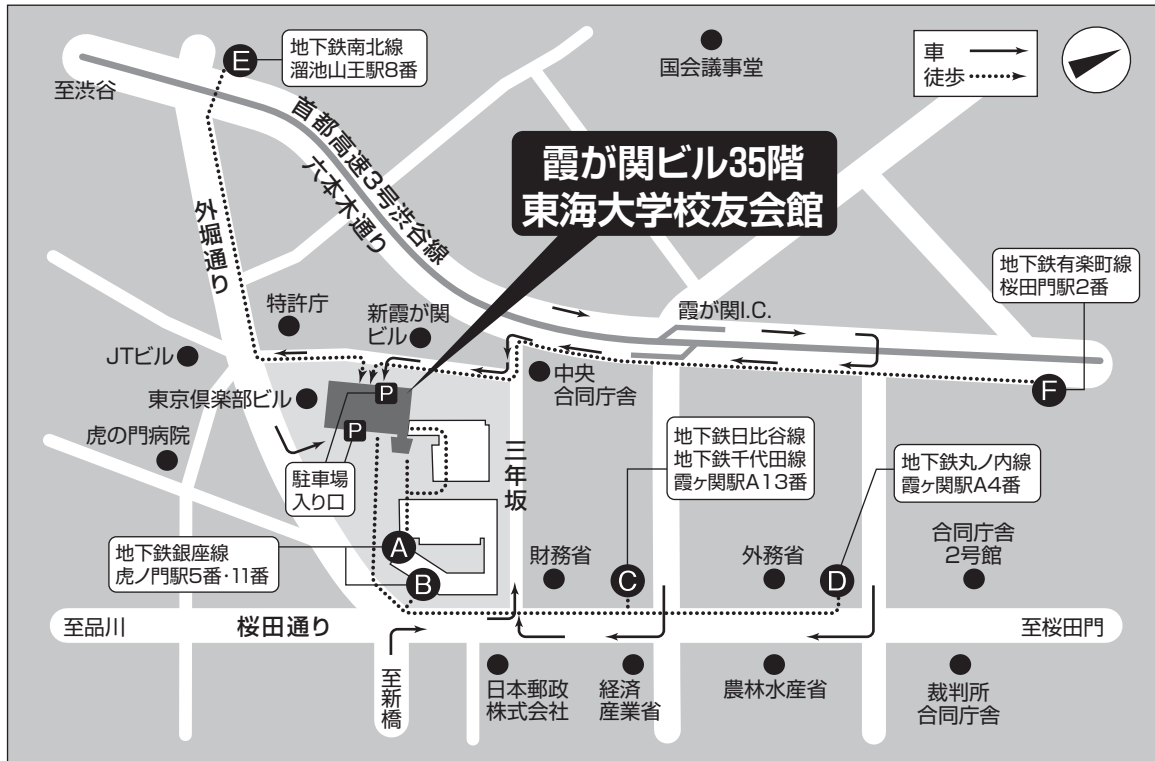 E
地下鉄南北線
溜池山王駅8番
国会議事堂
車
徒歩
至渋谷
首都高速3号渋谷線
六本木通り
霞が関ビル35階
東海大学校友会館
外堀通り
地下鉄有楽町線
桜田門駅2番
特許庁
新霞が関
ビル
霞が関I.C.
JTビル
中央
合同庁舎
F
P
東京倶楽部ビル
P
虎の門病院
三年坂
地下鉄日比谷線
地下鉄千代田線
霞ケ関駅A13番
地下鉄丸ノ内線
霞ケ関駅A4番
駐車場
入り口
A
地下鉄銀座線
虎ノ門駅5番・11番
B
財務省
C
外務省
D
合同庁舎
2号館
至品川
桜田通り
至桜田門
至新橋
日本郵政
株式会社
経済
産業省
農林水産省
裁判所
合同庁舎